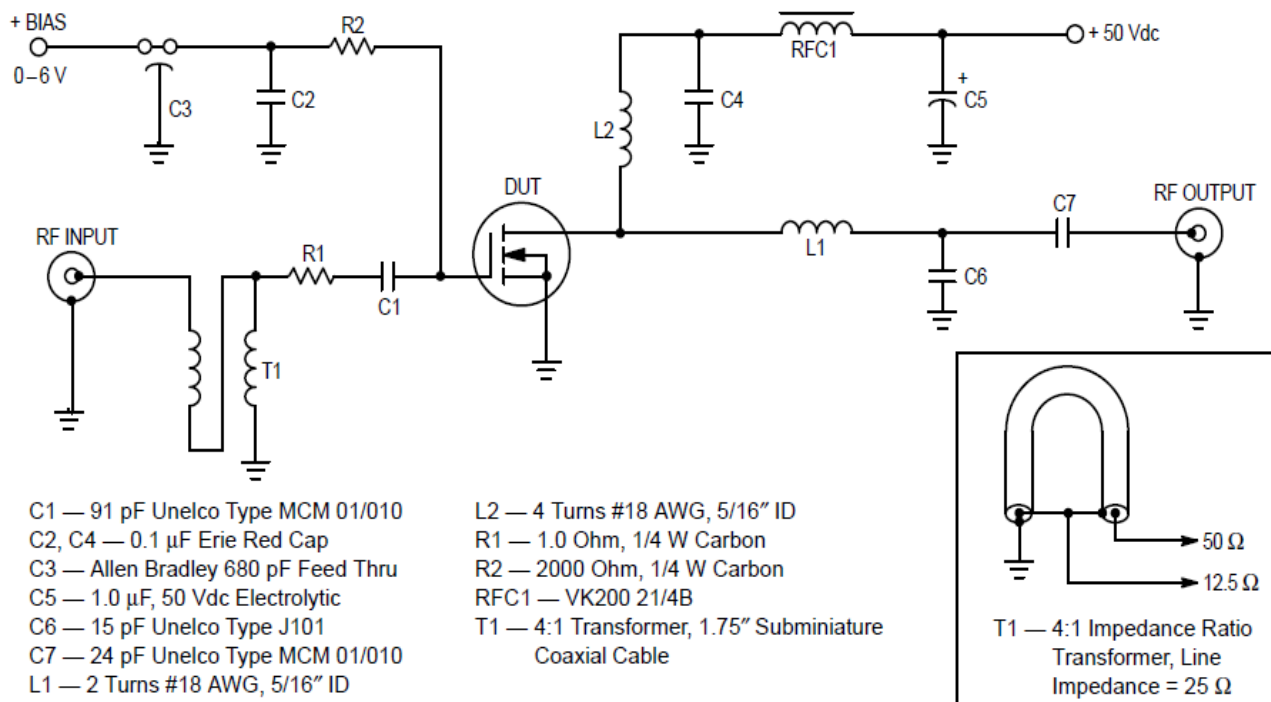 + BIAS
0–6 V
C3
C2
R2
L2
C4
RFC1
+ 50 Vdc
+
C5
DUT
RF INPUT
T1
R1
C1
L1
C6
C7
RF OUTPUT
C1 — 91 pF Unelco Type MCM 01/010
C2, C4 — 0.1 μF Erie Red Cap
C3 — Allen Bradley 680 pF Feed Thru
C5 — 1.0 μF, 50 Vdc Electrolytic
C6 — 15 pF Unelco Type J101
C7 — 24 pF Unelco Type MCM 01/010
L1 — 2 Turns #18 AWG, 5/16″ ID
L2 — 4 Turns #18 AWG, 5/16″ ID
R1 — 1.0 Ohm, 1/4 W Carbon
R2 — 2000 Ohm, 1/4 W Carbon
RFC1 — VK200 21/4B
T1 — 4:1 Transformer, 1.75″ Subminiature
Coaxial Cable
50 Ω
12.5 Ω
T1 — 4:1 Impedance Ratio
Transformer, Line
Impedance = 25 Ω